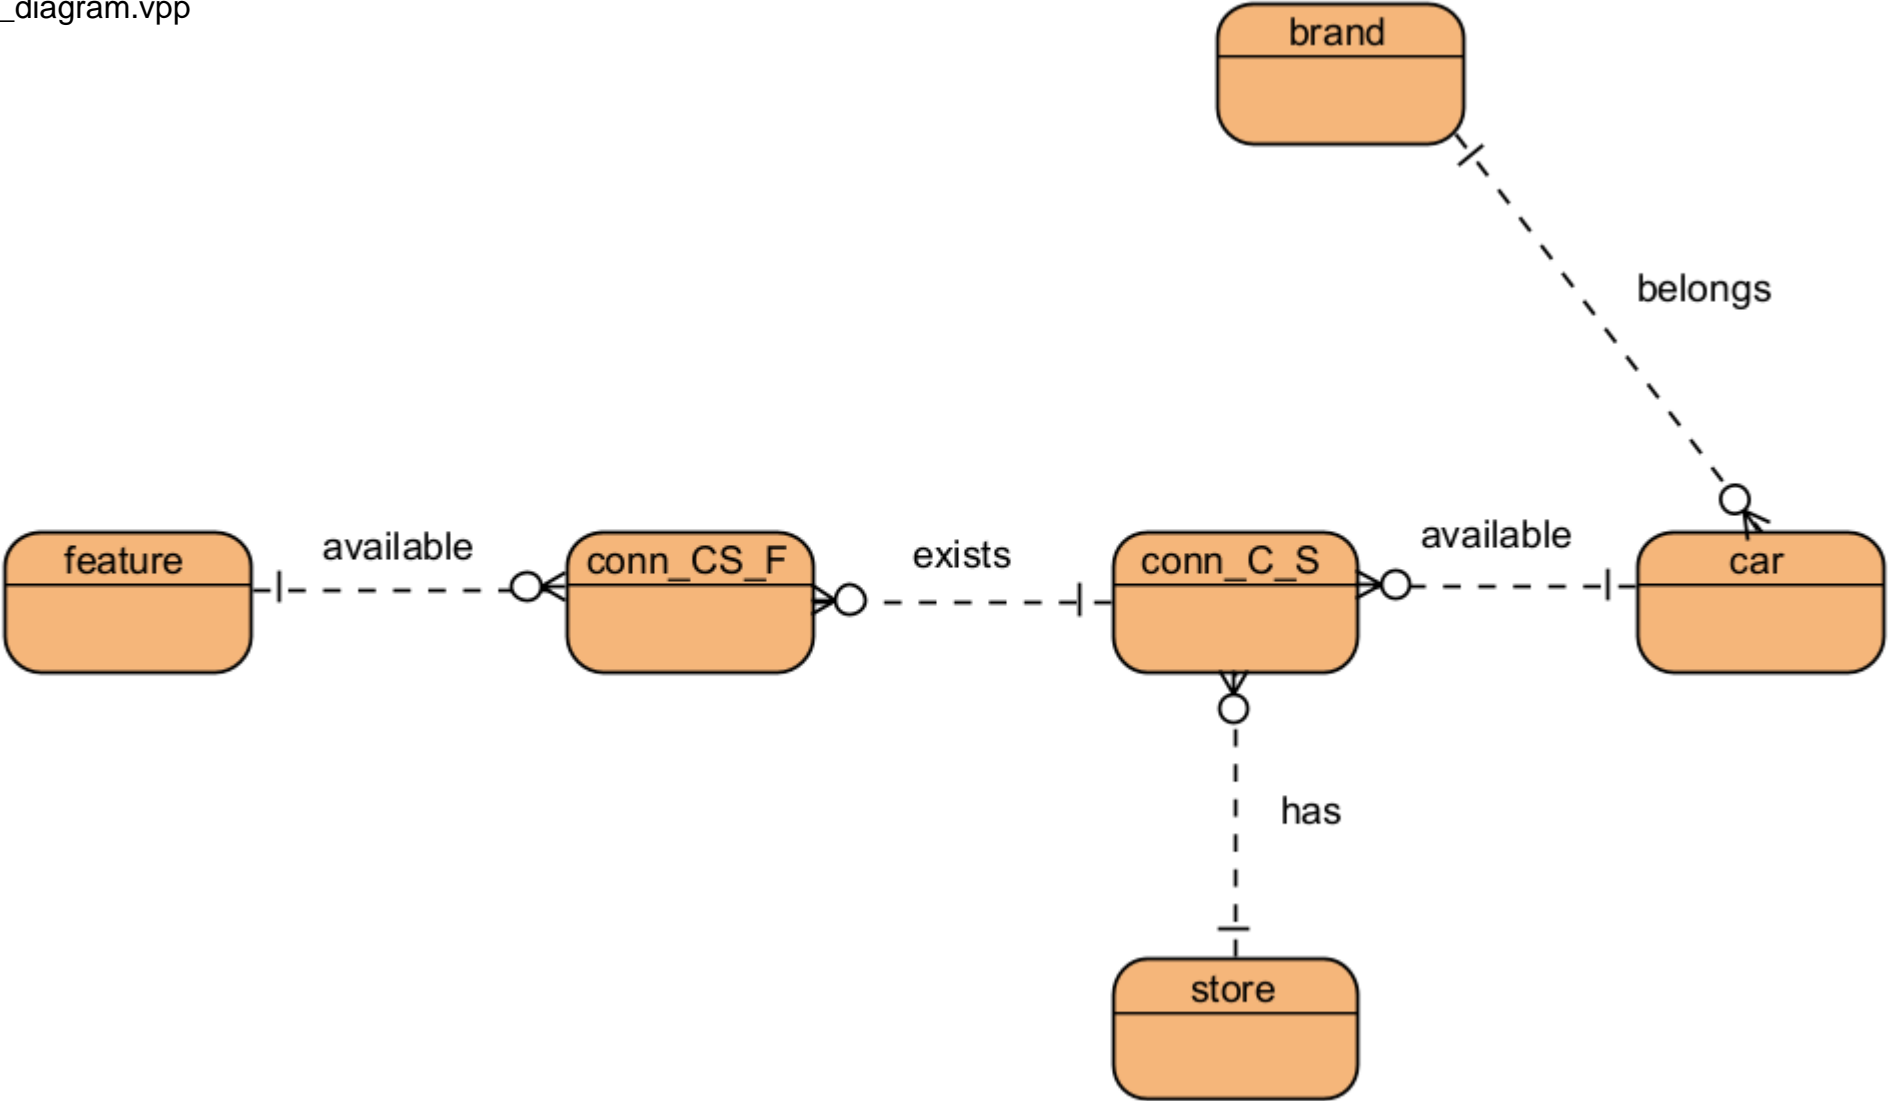 _diagram.vpp
brand
belongs
available
feature
available
conn_CS_F
exists
conn_C_S
car
has
store